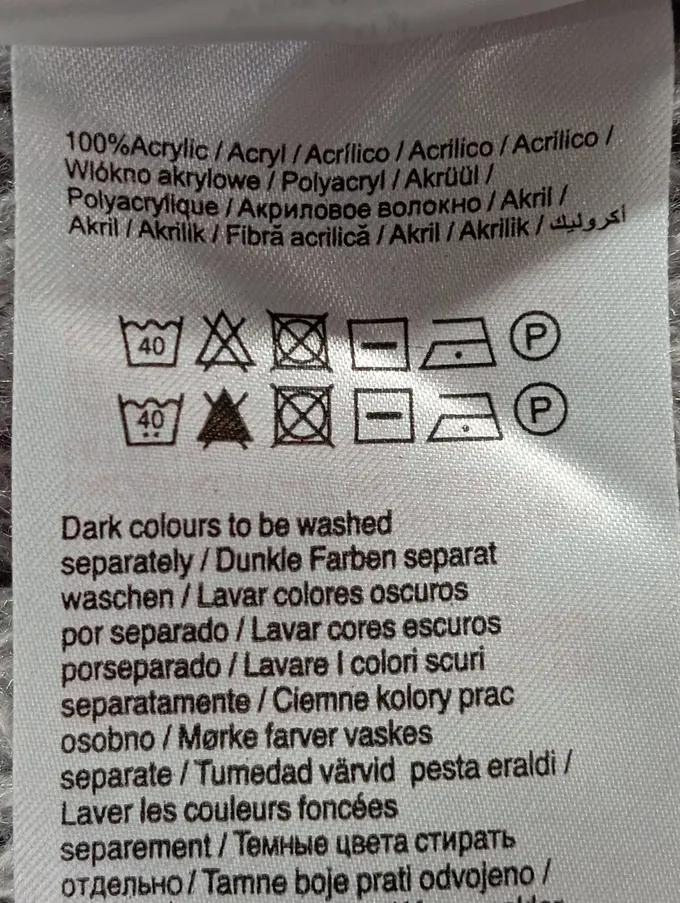 100%Acrylic / Acryl / Acrílico / Acrilico / Acrílico /
Włókno akrylowe / Polyacryl / Akrüül /
Polyacrylique / Акриловое волокно / Akril /
Akril / Akrilik / Fibră acrilică / Akril / Akrilik / أكروليك
40 P
40 P
Dark colours to be washed
separately / Dunkle Farben separat
waschen / Lavar colores oscuros
por separado / Lavar cores escuros
porseparado / Lavare I colori scuri
separatamente / Ciemne kolory prac
osobno / Mørke farver vaskes
separate / Tumedad värvid pesta eraldi /
Laver les couleurs foncées
separement / Темные цвета стирать
отдельно / Tamne boje prati odvojeno /